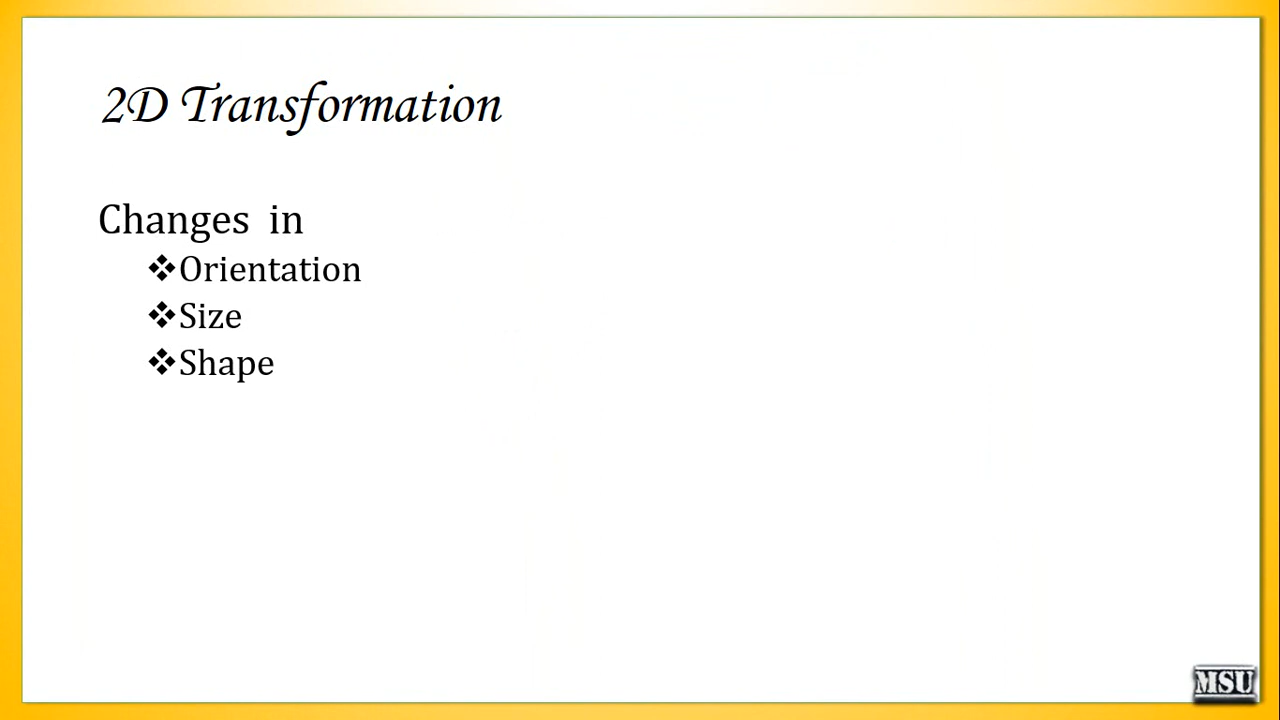 2D Transformation
Changes in
❖Orientation
❖Size
❖Shape
MSU